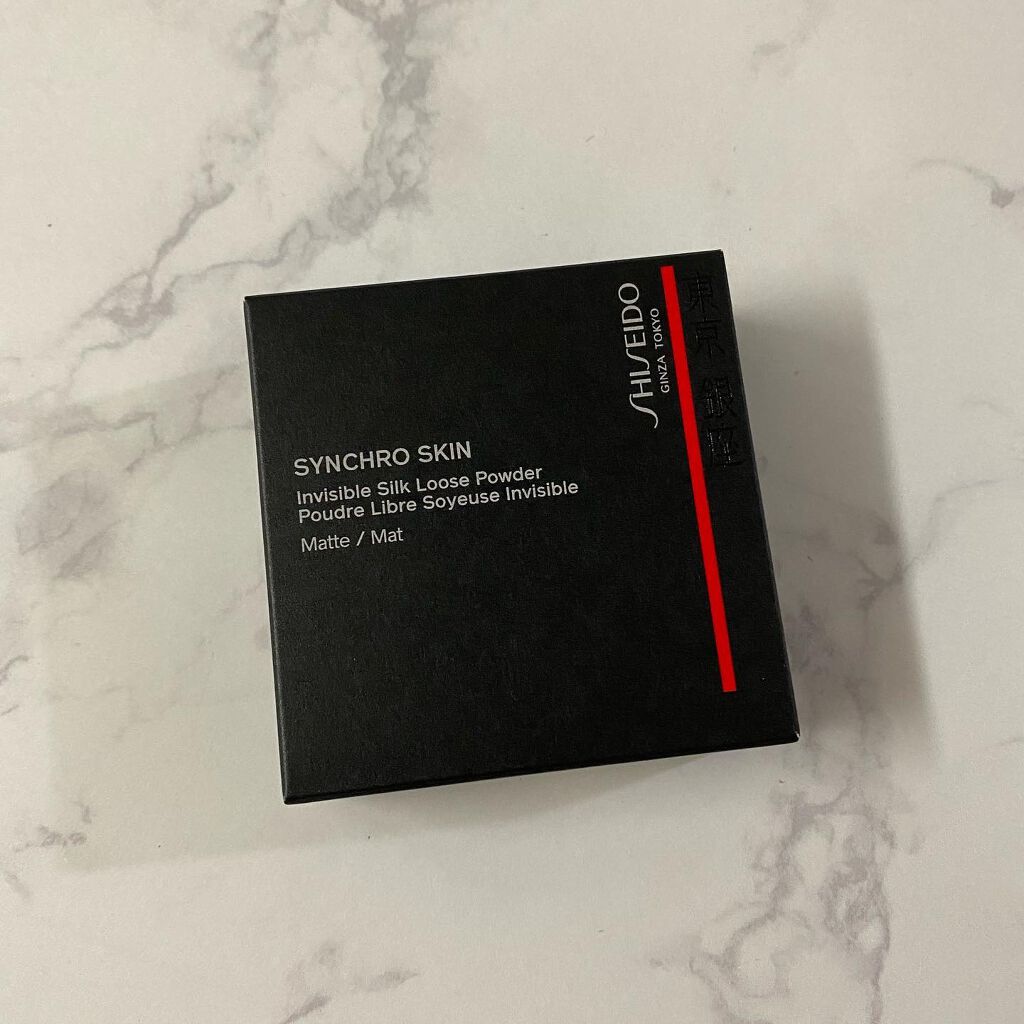 SYNCHRO SKIN
Invisible Silk Loose Powder
Poudre Libre Soyeuse Invisible
Matte / Mat
SHISEIDO
GINZA TOKYO
東京銀座